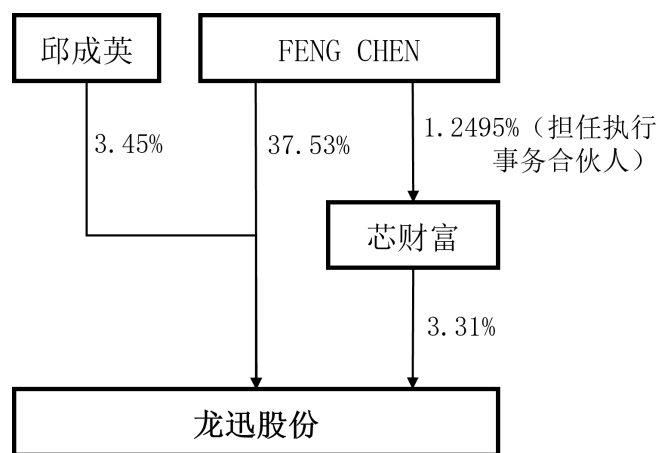 邱成英
FENG CHEN
3.45%
37.53%
1.2495%（担任执行
事务合伙人）
芯财富
3.31%
龙迅股份